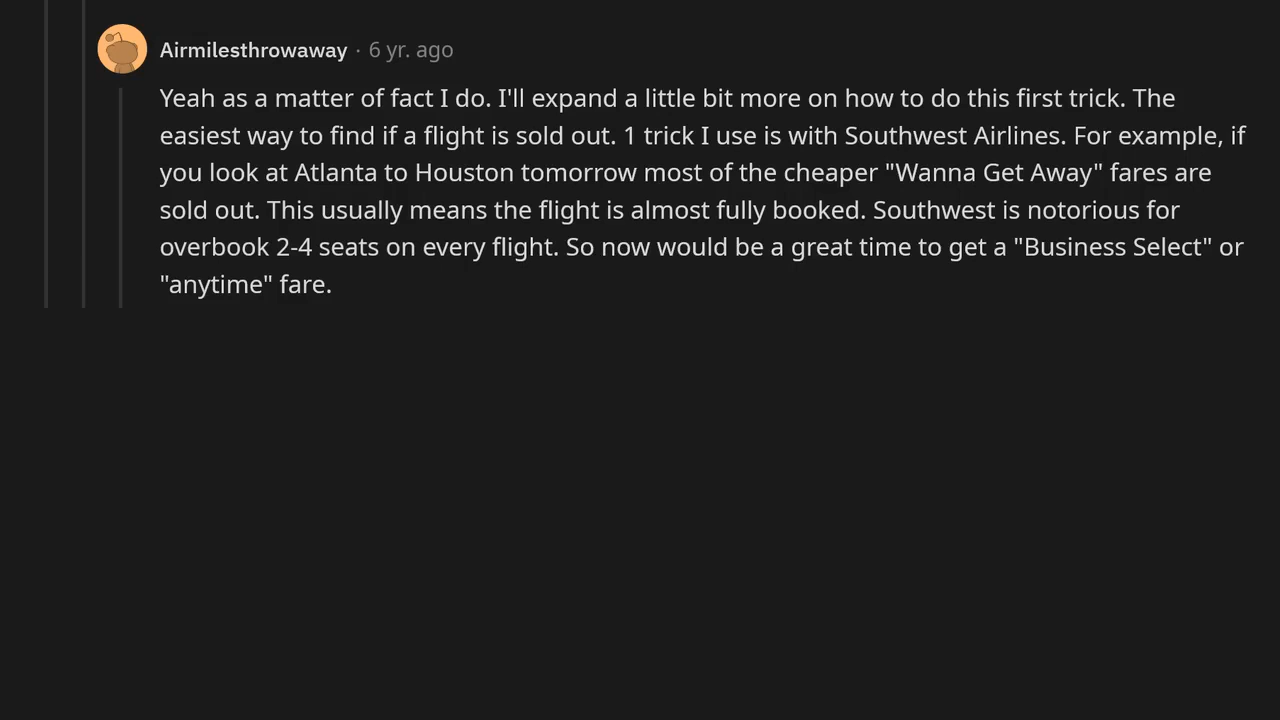 Airmilesthrowaway · 6 yr. ago
Yeah as a matter of fact I do. I'll expand a little bit more on how to do this first trick. The
easiest way to find if a flight is sold out. 1 trick I use is with Southwest Airlines. For example, if
you look at Atlanta to Houston tomorrow most of the cheaper "Wanna Get Away" fares are
sold out. This usually means the flight is almost fully booked. Southwest is notorious for
overbook 2-4 seats on every flight. So now would be a great time to get a "Business Select" or
"anytime" fare.